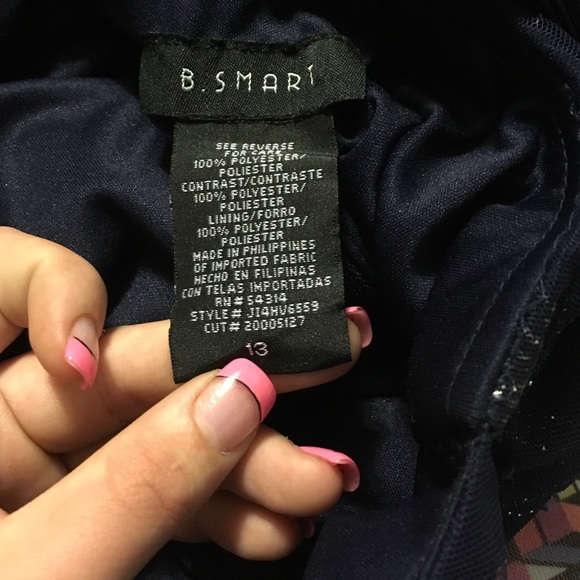 B.SMART
SEE REVERSE
FOR CARE
100% POLYESTER/
POLIESTER
CONTRAST/CONTRASTE
100% POLYESTER/
POLIESTER
LINING/FORRO
100% POLYESTER/
POLIESTER
MADE IN PHILIPPINES
OF IMPORTED FABRIC
HECHO EN FILIPINAS
CON TELAS IMPORTADAS
RN# 54314
STYLE# J14HV6559
CUT# 20005127
13